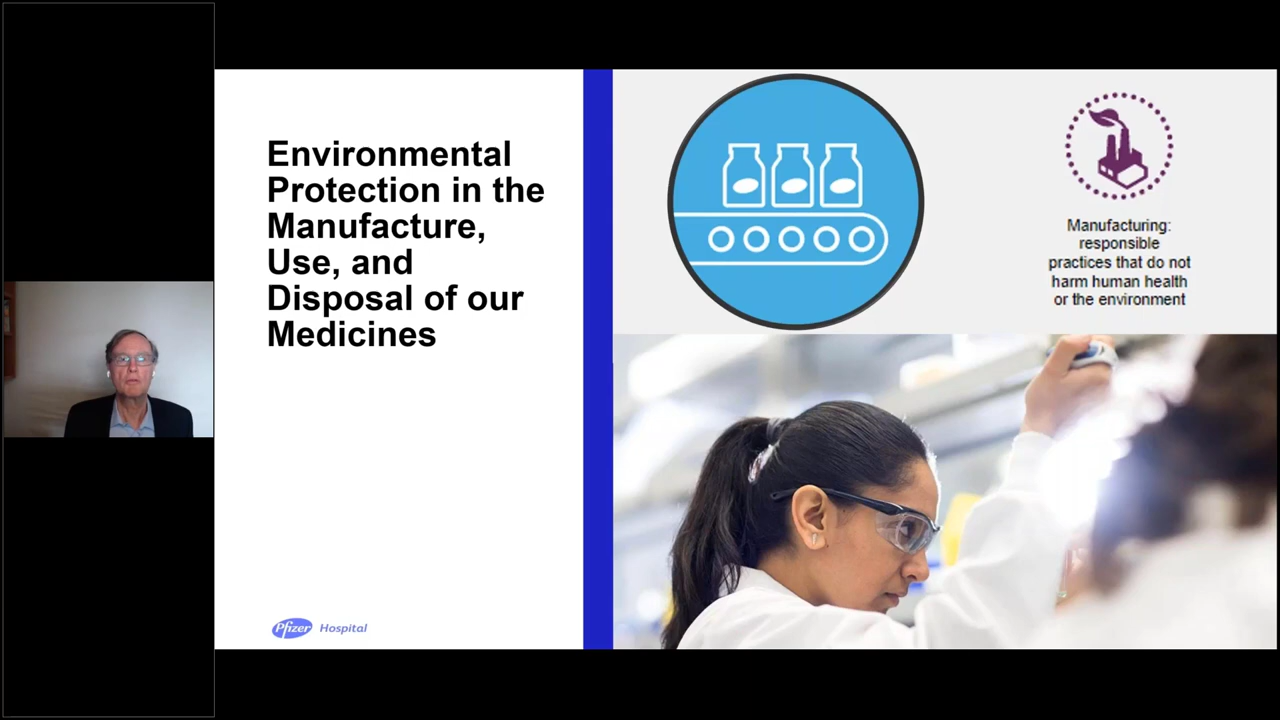 Environmental
Protection in the
Manufacture,
Use, and
Disposal of our
Medicines
Pfizer Hospital
Manufacturing:
responsible
practices that do not
harm human health
or the environment